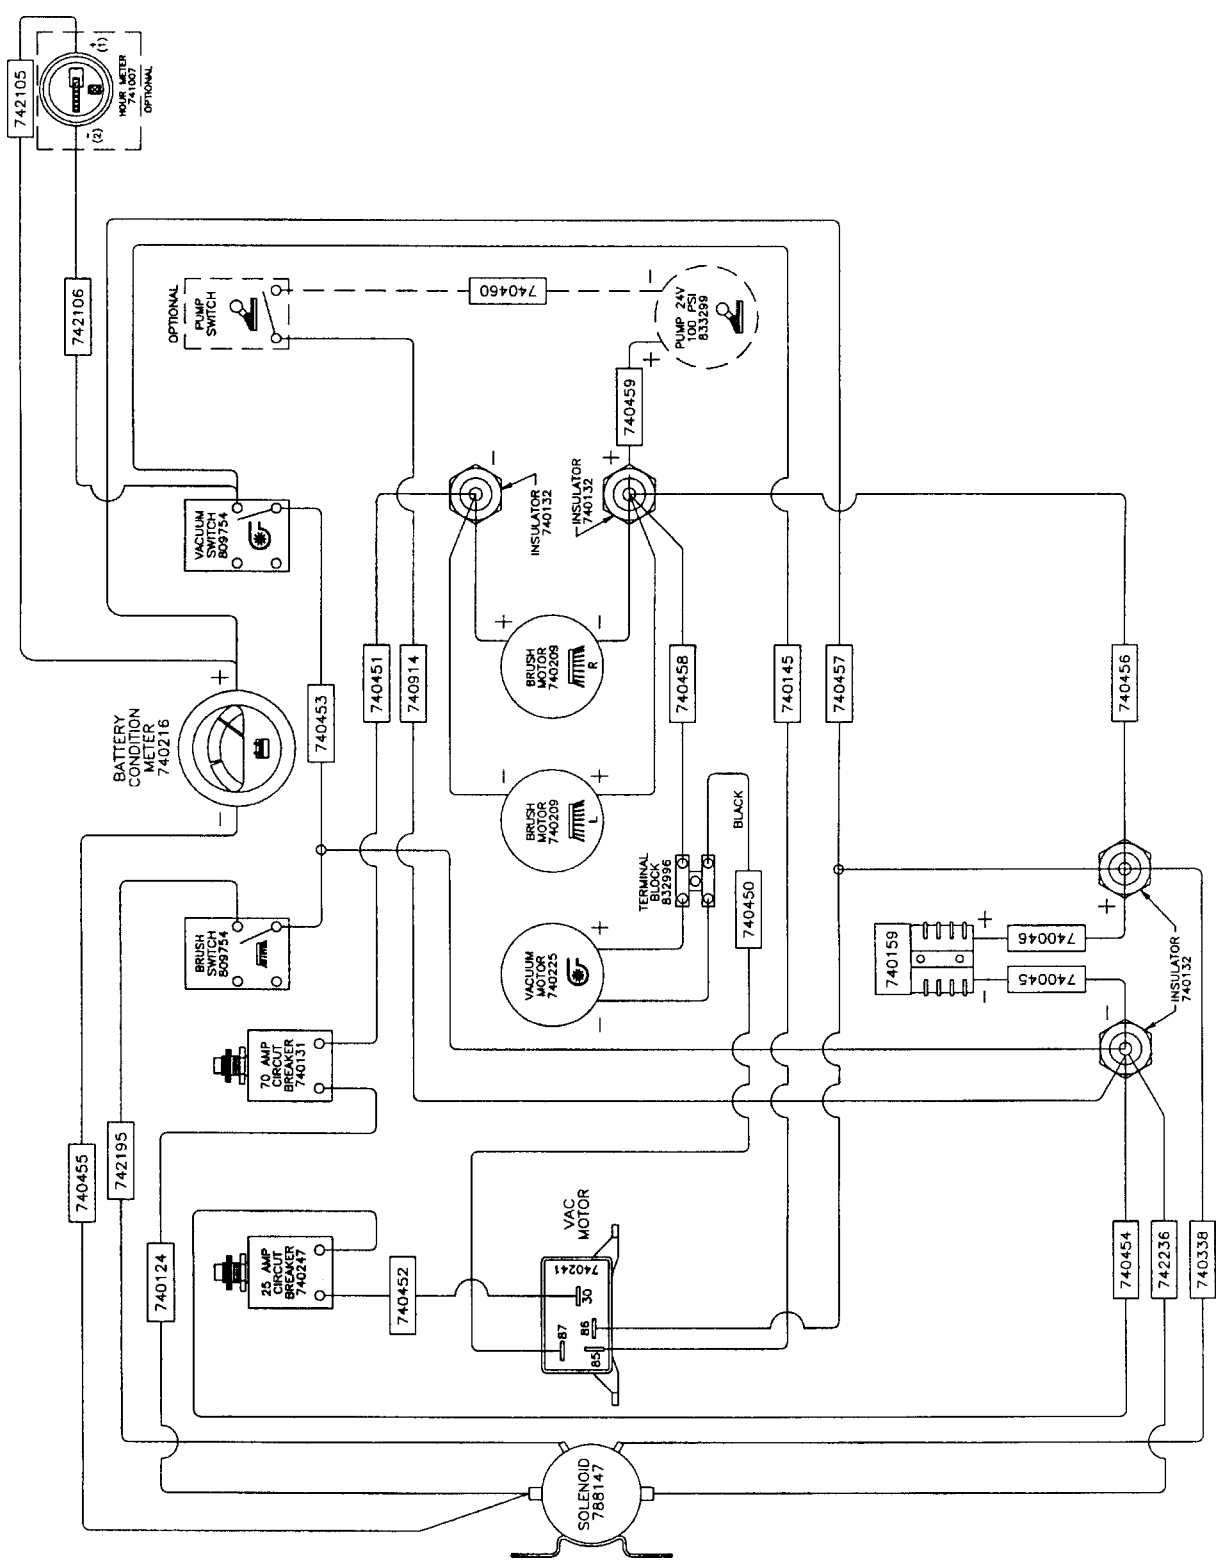 742105
+
(1)
HOUR METER
741007
OPTIONAL
-
(2)
742106
OPTIONAL
PUMP
SWITCH
740460
-
PUMP 24V
100 PSI
833299
+
740459
VACUUM
SWITCH
809754
-
INSULATOR
740132
+
INSULATOR
740132
BATTERY
CONDITION
METER
740216
+
-
740453
740451
740914
+
BRUSH
MOTOR
740209
R
-
740458
740145
740457
740456
-
BRUSH
MOTOR
740209
L
+
BLACK
TERMINAL
BLOCK
832996
740450
BRUSH
SWITCH
809754
+
VACUUM
MOTOR
740225
-
740159
+
-
740046
740045
+
-
INSULATOR
740132
70 AMP
CIRCUT
BREAKER
740131
740455
742195
740124
25 AMP
CIRCUT
BREAKER
740247
740452
VAC
MOTOR
740241
30
87
86
85
740454
742236
740338
SOLENOID
788147